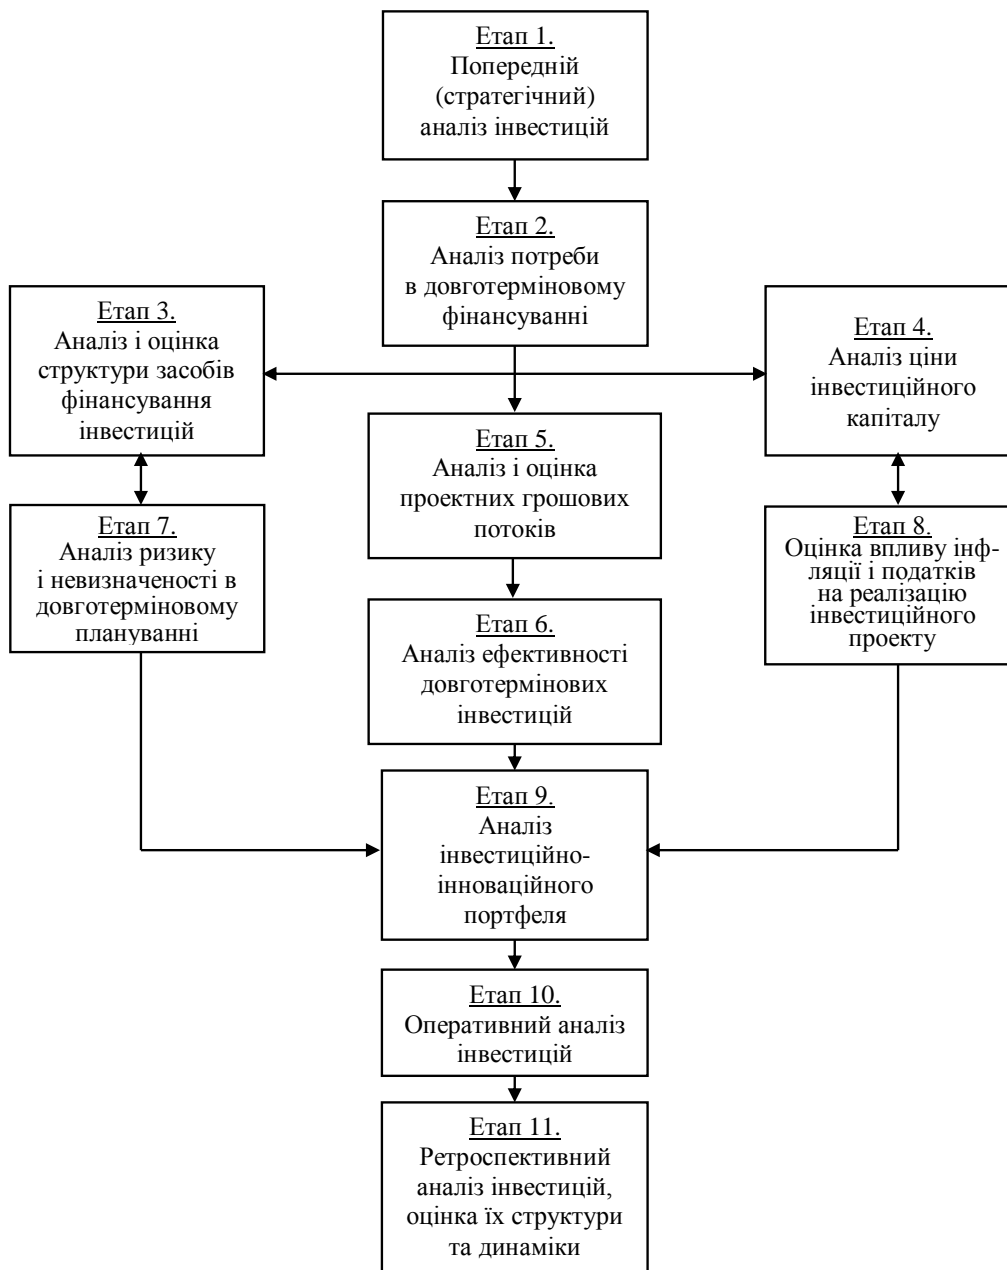 Етап 1.
Попередній
(стратегічний)
аналіз інвестицій
Етап 2.
Аналіз потреби
в довготерміновому
фінансуванні
Етап 3.
Аналіз і оцінка
структури засобів
фінансування
інвестицій
Етап 4.
Аналіз ціни
інвестиційного
капіталу
Етап 5.
Аналіз і оцінка
проектних грошових
потоків
Етап 7.
Аналіз ризику
і невизначеності в
довготерміновому
плануванні
Етап 8.
Оцінка впливу інф-
ляції і податків
на реалізацію
інвестиційного
проекту
Етап 6.
Аналіз ефективності
довготермінових
інвестицій
Етап 9.
Аналіз
інвестиційно-
інноваційного
портфеля
Етап 10.
Оперативний аналіз
інвестицій
Етап 11.
Ретроспективний
аналіз інвестицій,
оцінка їх структури
та динаміки